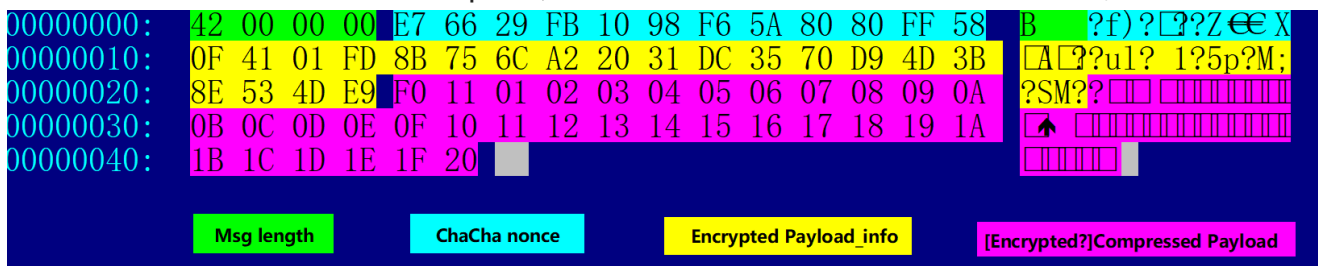 00000000: 42 00 00 00 E7 66 29 FB 10 98 F6 5A 80 80 FF 58 B ?f)? ??Z X
00000010: 0F 41 01 FD 8B 75 6C A2 20 31 DC 35 70 D9 4D 3B A ??ul? 1?5p?M;
00000020: 8E 53 4D E9 F0 11 01 02 03 04 05 06 07 08 09 0A ?SM??
00000030: 0B 0C 0D 0E 0F 10 11 12 13 14 15 16 17 18 19 1A
00000040: 1B 1C 1D 1E 1F 20
Msg length ChaCha nonce Encrypted Payload_info [Encrypted?]Compressed Payload